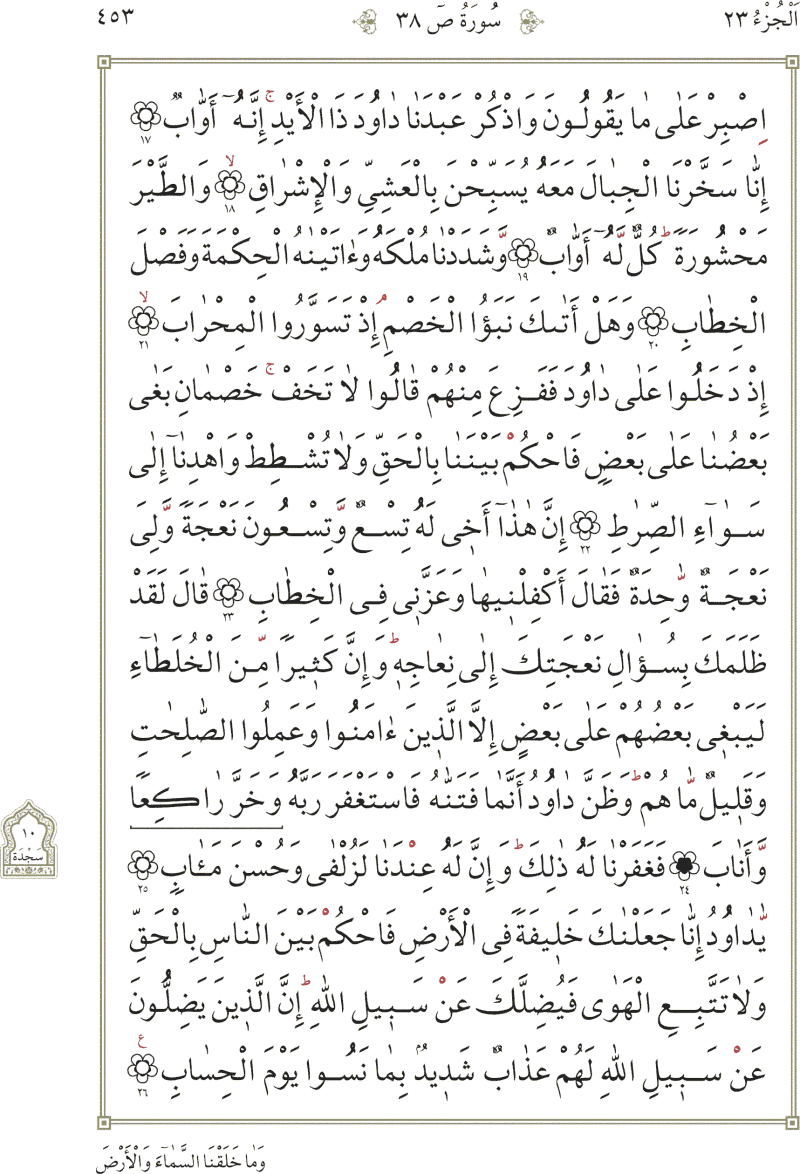 اَلْجُزْءُ ٢٣ سُورَةُ صٓ ٣٨ ٤٥٣
اِصْبِرْ عَلٰى مٰا يَقُولُونَ وَاذْكُرْ عَبْدَنٰا دٰاوُدَ ذَا الْأَيْدِ ۚ إِنَّهُٓ أَوّٰابٌ ١٧
إِنّٰا سَخَّرْنَا الْجِبٰالَ مَعَهُ يُسَبِّحْنَ بِالْعَشِيِّ وَالْإِشْرٰاقِ ۙ ١٨ وَالطَّيْرَ
مَحْشُورَةً ۖ كُلٌّ لَّهُٓ أَوّٰابٌ ١٩ وَّشَدَدْنٰا مُلْكَهُ وَءٰاتَيْنٰهُ الْحِكْمَةَ وَفَصْلَ
الْخِطٰابِ ٢٠ وَهَلْ أَتٰىكَ نَبَؤُا الْخَصْمِ ۘ إِذْ تَسَوَّرُوا الْمِحْرٰابَ ۙ ٢١
إِذْ دَخَلُوا عَلٰى دٰاوُدَ فَفَزِعَ مِنْهُمْ قٰالُوا لٰا تَخَفْ ۚ خَصْمٰانِ بَغٰى
بَعْضُنٰا عَلٰى بَعْضٍ فَاحْكُمْ بَيْنَنٰا بِالْحَقِّ وَلٰا تُشْطِطْ وَاهْدِنٰٓا إِلٰى
سَوٰٓاءِ الصِّرٰطِ ٢٢ إِنَّ هٰذٰٓا أَخِي لَهُ تِسْعٌ وَّتِسْعُونَ نَعْجَةً وَّلِيَ
نَعْجَةٌ وّٰحِدَةٌ فَقٰالَ أَكْفِلْنِيهٰا وَعَزَّنِي فِي الْخِطٰابِ ٢٣ قٰالَ لَقَدْ
ظَلَمَكَ بِسُؤٰالِ نَعْجَتِكَ إِلٰى نِعٰاجِهِ ۖ وَإِنَّ كَثِيرًا مِّنَ الْخُلَطٰٓاءِ
لَيَبْغِي بَعْضُهُمْ عَلٰى بَعْضٍ إِلَّا الَّذِينَ ءٰامَنُوا وَعَمِلُوا الصّٰلِحٰتِ
وَقَلِيلٌ مّٰا هُمْ ۗ وَظَنَّ دٰاوُدُ أَنَّمٰا فَتَنّٰهُ فَاسْتَغْفَرَ رَبَّهُ وَخَرَّ رٰاكِعًا
وَّأَنٰابَ ٢٤ فَغَفَرْنٰا لَهُ ذٰلِكَ ۖ وَإِنَّ لَهُ عِنْدَنٰا لَزُلْفٰى وَحُسْنَ مَـٰٔابٍ ٢٥
يٰدٰاوُدُ إِنّٰا جَعَلْنٰكَ خَلِيفَةً فِي الْأَرْضِ فَاحْكُمْ بَيْنَ النّٰاسِ بِالْحَقِّ
وَلٰا تَتَّبِعِ الْهَوٰى فَيُضِلَّكَ عَنْ سَبِيلِ اللهِ ۗ إِنَّ الَّذِينَ يَضِلُّونَ
عَنْ سَبِيلِ اللهِ لَهُمْ عَذٰابٌ شَدِيدٌ بِمٰا نَسُوا يَوْمَ الْحِسٰابِ ٢٦ ع
١٠
سجدة
وَمٰا خَلَقْنَا السَّمٰٓاءَ وَالْأَرْضَ